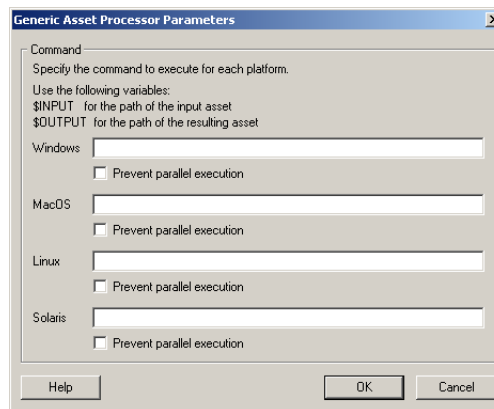 Generic Asset Processor Parameters
Command
Specify the command to execute for each platform.
Use the following variables:
$INPUT for the path of the input asset
$OUTPUT for the path of the resulting asset
Windows
Prevent parallel execution
MacOS
Prevent parallel execution
Linux
Prevent parallel execution
Solaris
Prevent parallel execution
Help OK Cancel